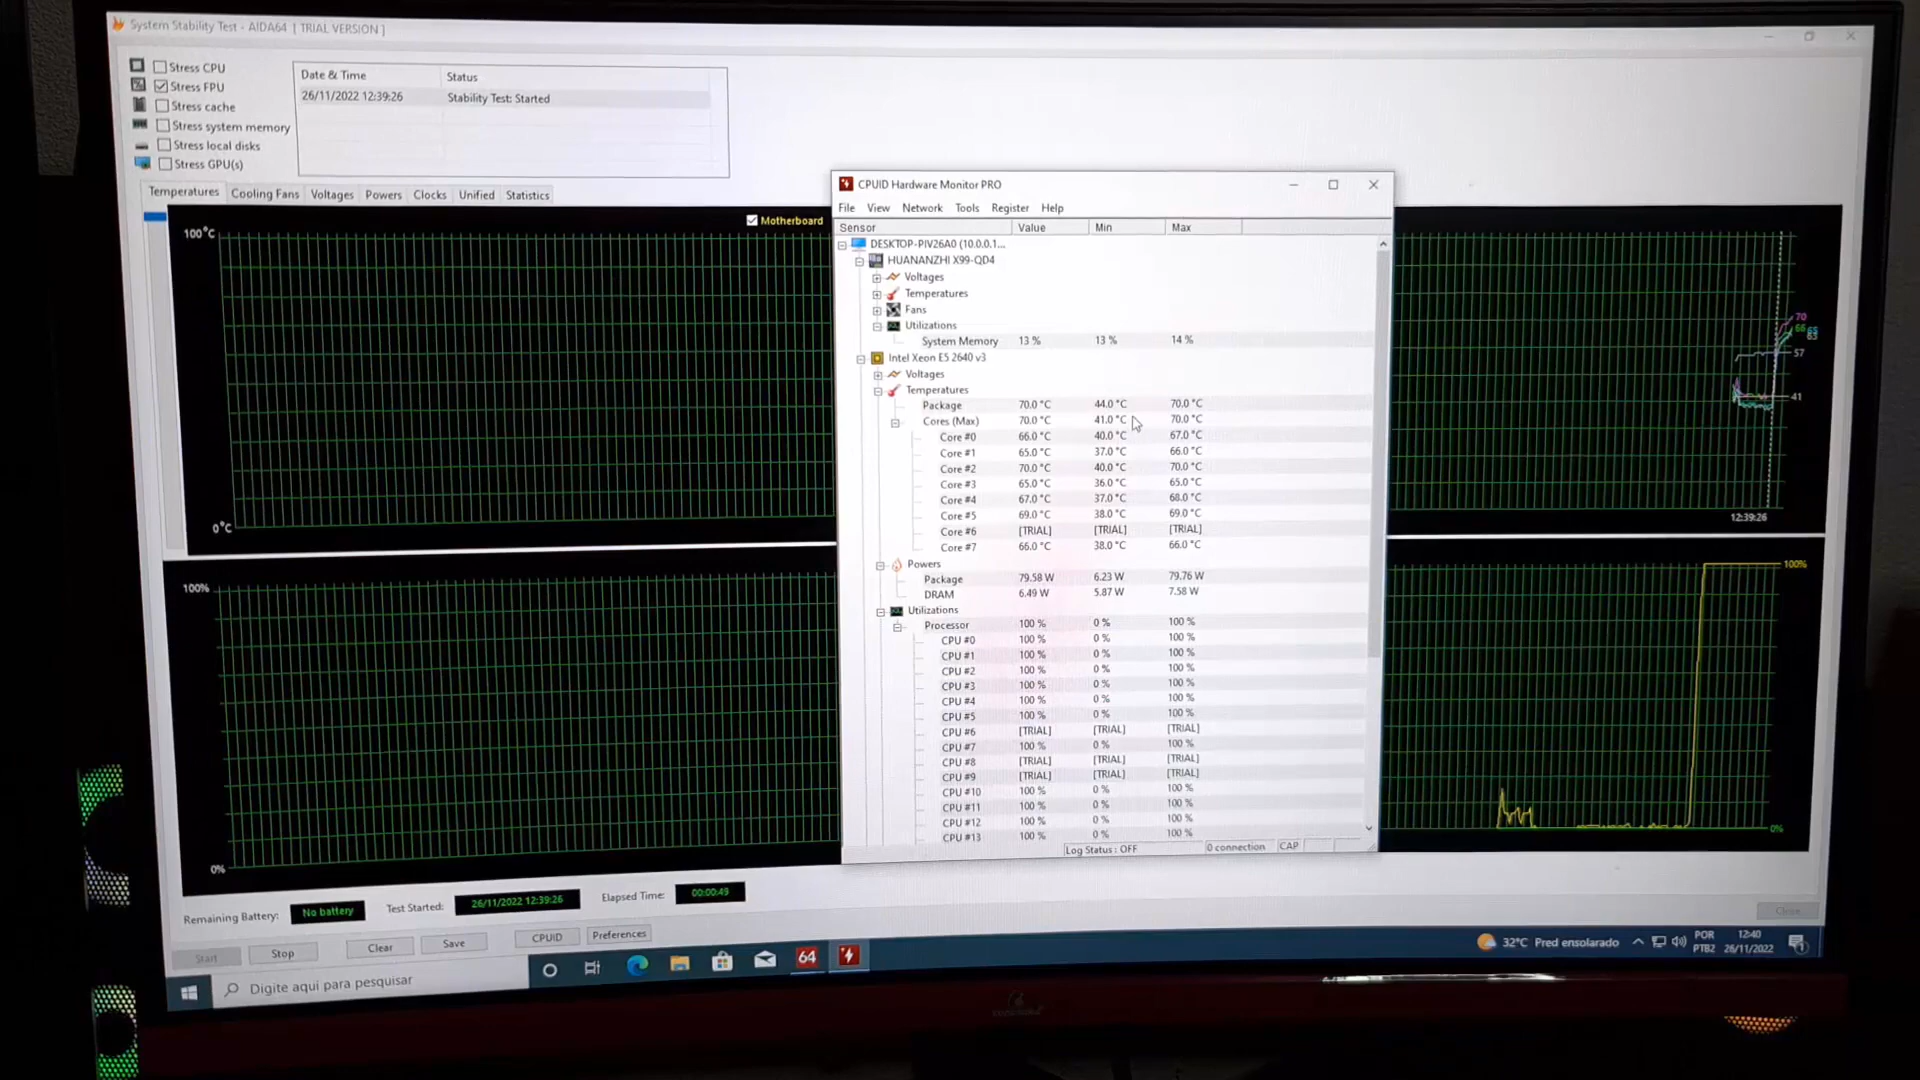 System Stability Test - AIDA64 [ TRIAL VERSION ]
Stress CPU
Stress FPU
Stress cache
Stress system memory
Stress local disks
Stress GPU(s)
Date & Time Status
26/11/2022 12:39:26 Stability Test: Started
Temperatures Cooling Fans Voltages Powers Clocks Unified Statistics
100°C
Motherboard
0°C
70
66
65
57
41
12:39:26
100%
0%
100%
0%
CPUID Hardware Monitor PRO
File View Network Tools Register Help
Sensor Value Min Max
DESKTOP-PIV26A0 (10.0.0.1...
HUANANZHI X99-QD4
Voltages
Temperatures
Fans
Utilizations
System Memory 13 % 13 % 14 %
Intel Xeon E5 2640 v3
Voltages
Temperatures
Package 70.0 °C 44.0 °C 70.0 °C
Cores (Max) 70.0 °C 41.0 °C 70.0 °C
Core #0 66.0 °C 40.0 °C 67.0 °C
Core #1 65.0 °C 37.0 °C 66.0 °C
Core #2 70.0 °C 40.0 °C 70.0 °C
Core #3 65.0 °C 36.0 °C 65.0 °C
Core #4 67.0 °C 37.0 °C 68.0 °C
Core #5 69.0 °C 38.0 °C 69.0 °C
Core #6 [TRIAL] [TRIAL] [TRIAL]
Core #7 66.0 °C 38.0 °C 66.0 °C
Powers
Package 79.58 W 6.23 W 79.76 W
DRAM 6.49 W 5.87 W 7.58 W
Utilizations
Processor 100 % 0 % 100 %
CPU #0 100 % 0 % 100 %
CPU #1 100 % 0 % 100 %
CPU #2 100 % 0 % 100 %
CPU #3 100 % 0 % 100 %
CPU #4 100 % 0 % 100 %
CPU #5 100 % 0 % 100 %
CPU #6 [TRIAL] [TRIAL] [TRIAL]
CPU #7 100 % 0 % 100 %
CPU #8 [TRIAL] [TRIAL] [TRIAL]
CPU #9 [TRIAL] [TRIAL] [TRIAL]
CPU #10 100 % 0 % 100 %
CPU #11 100 % 0 % 100 %
CPU #12 100 % 0 % 100 %
CPU #13 100 % 0 % 100 %
Log Status : OFF 0 connection CAP
Remaining Battery: No battery Test Started: 26/11/2022 12:39:26 Elapsed Time: 00:00:49
Start Stop Clear Save CPUID Preferences Close
Digite aqui para pesquisar
64
32°C Pred ensolarado
POR
PTB2
12:40
26/11/2022